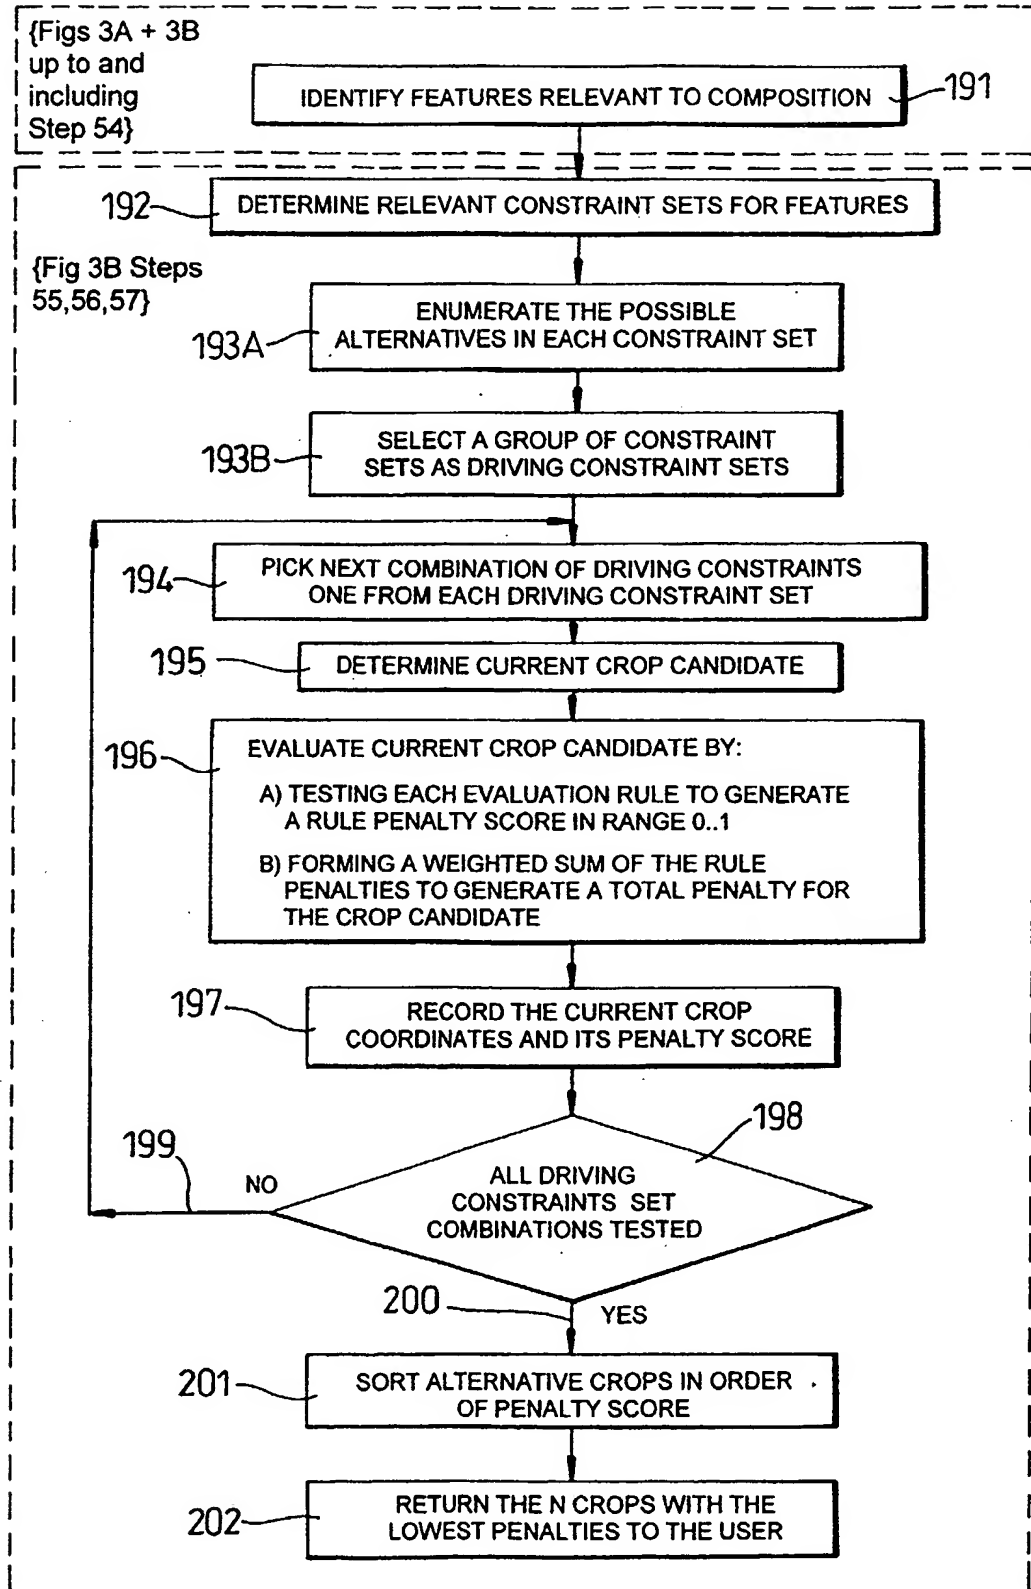 {Figs 3A + 3B
up to and
including
Step 54}
IDENTIFY FEATURES RELEVANT TO COMPOSITION
191
192
DETERMINE RELEVANT CONSTRAINT SETS FOR FEATURES
{Fig 3B Steps
55,56,57}
193A
ENUMERATE THE POSSIBLE
ALTERNATIVES IN EACH CONSTRAINT SET
193B
SELECT A GROUP OF CONSTRAINT
SETS AS DRIVING CONSTRAINT SETS
194
PICK NEXT COMBINATION OF DRIVING CONSTRAINTS
ONE FROM EACH DRIVING CONSTRAINT SET
195
DETERMINE CURRENT CROP CANDIDATE
196
EVALUATE CURRENT CROP CANDIDATE BY:
A) TESTING EACH EVALUATION RULE TO GENERATE
A RULE PENALTY SCORE IN RANGE 0..1
B) FORMING A WEIGHTED SUM OF THE RULE
PENALTIES TO GENERATE A TOTAL PENALTY FOR
THE CROP CANDIDATE
197
RECORD THE CURRENT CROP
COORDINATES AND ITS PENALTY SCORE
198
199
NO
ALL DRIVING
CONSTRAINTS SET
COMBINATIONS TESTED
200
YES
201
SORT ALTERNATIVE CROPS IN ORDER
OF PENALTY SCORE
202
RETURN THE N CROPS WITH THE
LOWEST PENALTIES TO THE USER